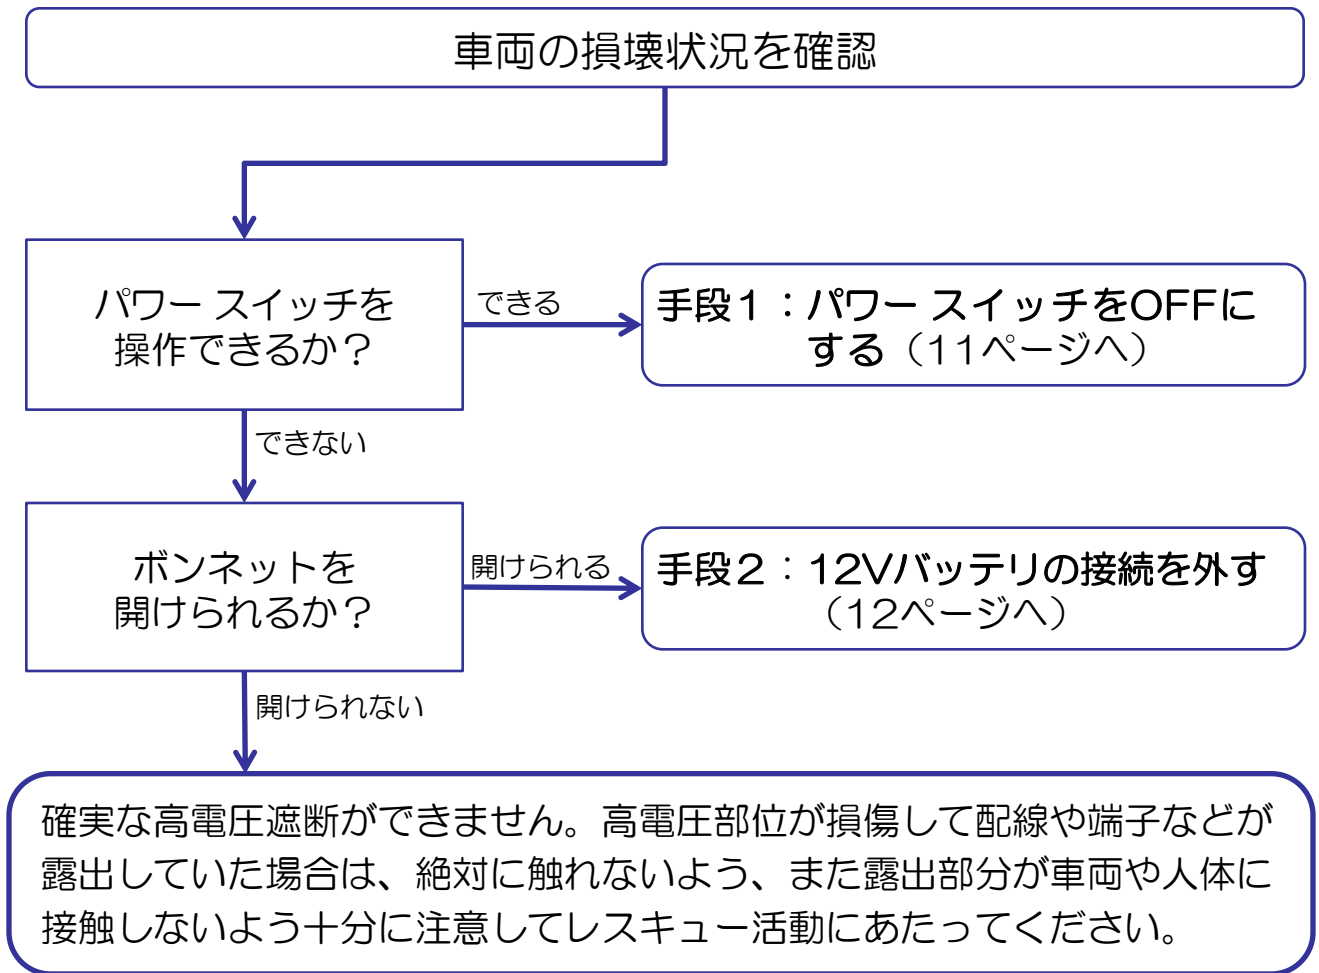 車両の損壊状況を確認
パワー スイッチを
操作できるか？
できる
手段１：パワー スイッチをOFFに
する（11ページへ）
できない
ボンネットを
開けられるか？
開けられる
手段２：12Vバッテリの接続を外す
（12ページへ）
開けられない
確実な高電圧遮断ができません。高電圧部位が損傷して配線や端子などが
露出していた場合は、絶対に触れないよう、また露出部分が車両や人体に
接触しないよう十分に注意してレスキュー活動にあたってください。